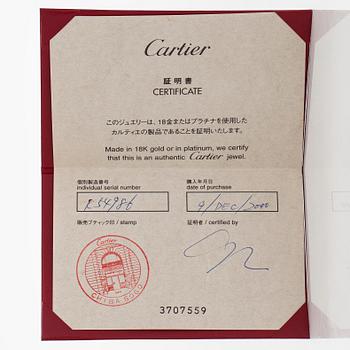 Cartier
証明書
CERTIFICATE
このジュエリーは、18金またはプラチナを使用した
カルティエの製品であることを証明いたします。
Made in 18K gold or in platinum, we certify
that this is an authentic Cartier jewel.
個別製造番号
individual serial number
購入年月日
date of purchase
R54986
9/DEC/2000
販売ブティック印 / stamp
証明者 / certified by
Cartier
CHIBA SOGO
3707559